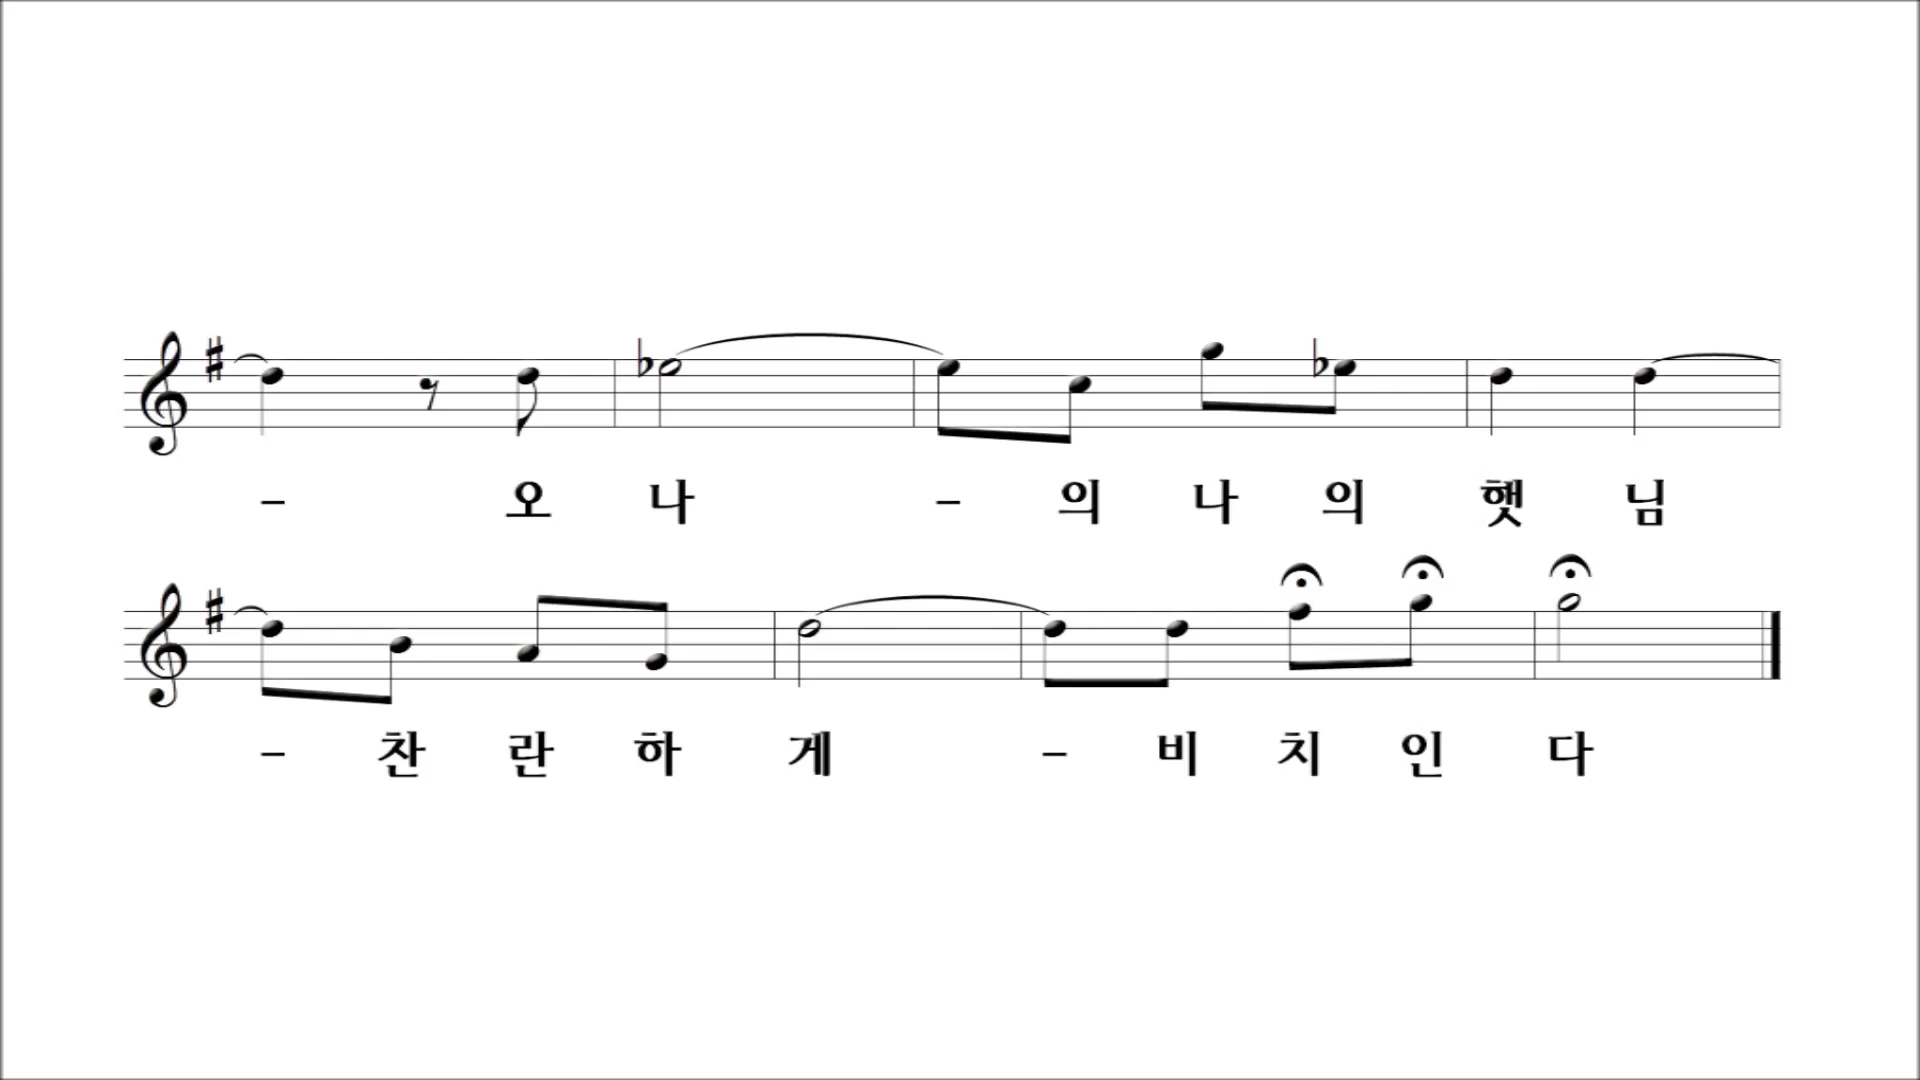 - 오 나 - 의 나 의 햇 님
- 찬 란 하 게 - 비 치 인 다